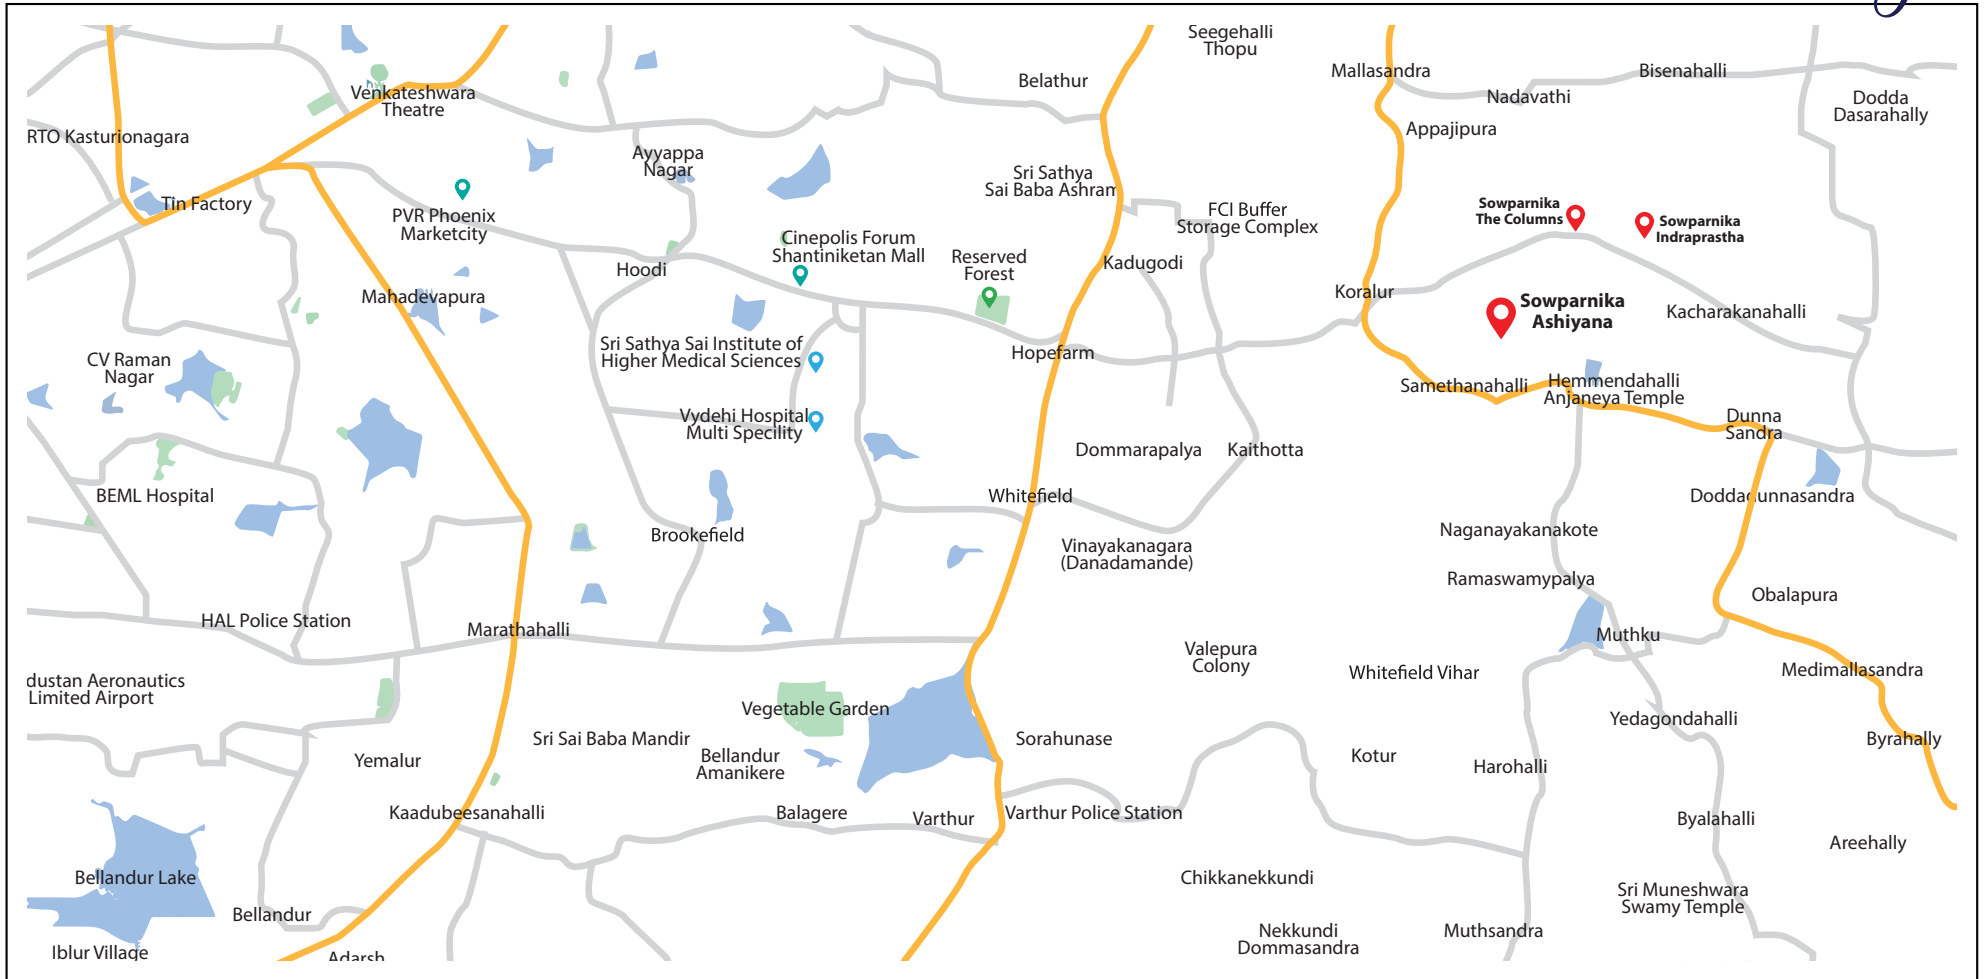 Seegehalli
Thopu
Belathur
Mallasandra
Bisenahalli
Nadavathi
Dodda
Dasarahally
Venkateshwara
Theatre
RTO Kasturionagara
Appajipura
Ayyappa
Nagar
Sri Sathya
Sai Baba Ashram
Tin Factory
PVR Phoenix
Marketcity
FCI Buffer
Storage Complex
Sowparnika
The Columns
Sowparnika
Indraprastha
Cinepolis Forum
Shantiniketan Mall
Hoodi
Reserved
Forest
Kadugodi
Mahadevapura
Koralur
Sowparnika
Ashiyana
Kacharakanahalli
Sri Sathya Sai Institute of
Higher Medical Sciences
Hopefarm
CV Raman
Nagar
Samethanahalli
Hemmendahalli
Anjaneya Temple
Vydehi Hospital
Multi Specility
Dunna
Sandra
Dommarapalya
Kaithotta
BEML Hospital
Whitefield
Doddadunnasandra
Brookefield
Naganayakanakote
Vinayakanagara
(Danadamande)
Ramaswamypalya
Obalapura
HAL Police Station
Marathahalli
Muthku
Valepura
Colony
Whitefield Vihar
Medimallasandra
dustan Aeronautics
Limited Airport
Vegetable Garden
Yedagondahalli
Sri Sai Baba Mandir
Sorahunase
Byrahally
Yemalur
Bellandur
Amanikere
Kotur
Harohalli
Kaadubeesanahalli
Balagere
Varthur
Varthur Police Station
Byalahalli
Areehally
Bellandur Lake
Chikkanekkundi
Sri Muneshwara
Swamy Temple
Bellandur
Nekkundi
Dommasandra
Muthsandra
Iblur Village
Adarsh